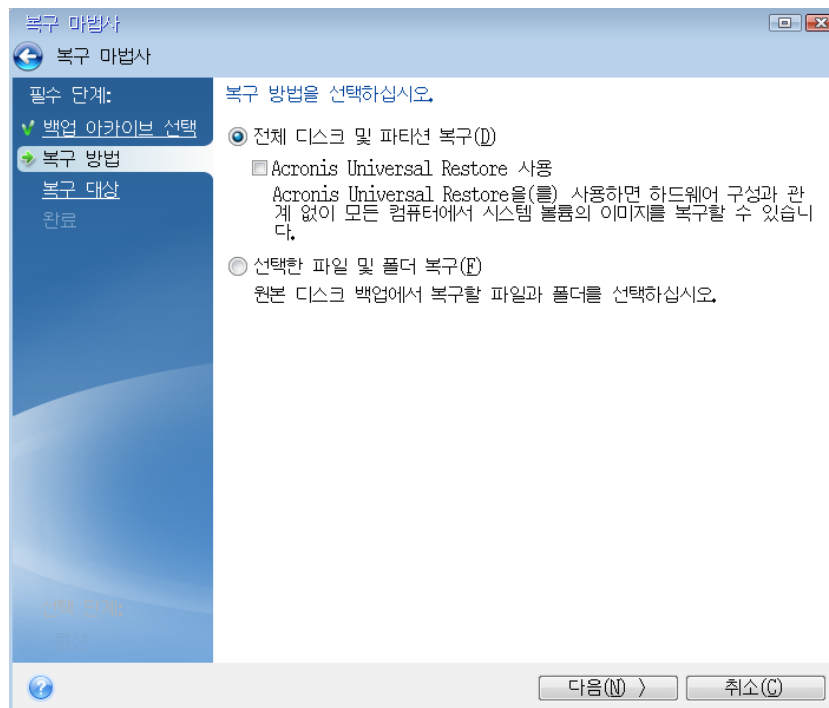 복구 마법사
복구 마법사
필수 단계:
백업 아카이브 선택
복구 방법
복구 대상
완료
복구 방법을 선택하십시오.
전체 디스크 및 파티션 복구(D)
Acronis Universal Restore 사용
Acronis Universal Restore을(를) 사용하면 하드웨어 구성과 관
계 없이 모든 컴퓨터에서 시스템 볼륨의 이미지를 복구할 수 있습니
다.
선택한 파일 및 폴더 복구(F)
원본 디스크 백업에서 복구할 파일과 폴더를 선택하십시오.
선택 단계:
옵션
다음(N) 〉
취소(C)